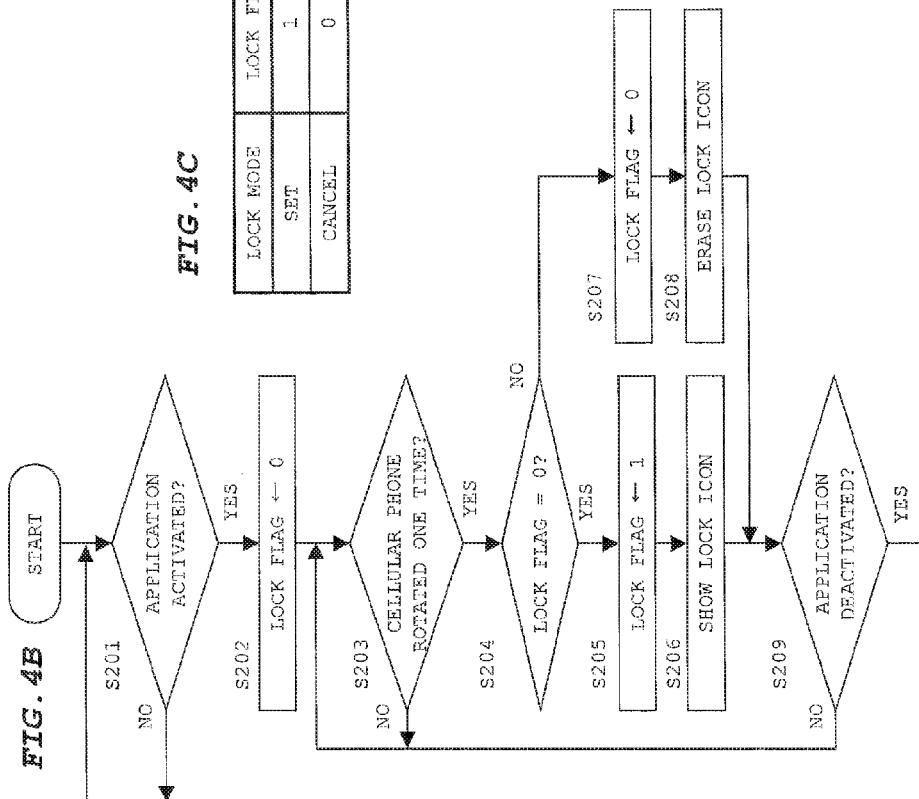 FIG. 4B
START
S201
APPLICATION
ACTIVATED?
NO
YES
S202
LOCK FLAG ← 0
S203
CELLULAR PHONE
ROTATED ONE TIME?
NO
YES
S204
LOCK FLAG = 0?
NO
YES
S205
LOCK FLAG ← 1
S206
SHOW LOCK ICON
S207
LOCK FLAG ← 0
S208
ERASE LOCK ICON
S209
APPLICATION
DEACTIVATED?
NO
YES
FIG. 4C
LOCK MODE
LOCK
SET
1
CANCEL
0